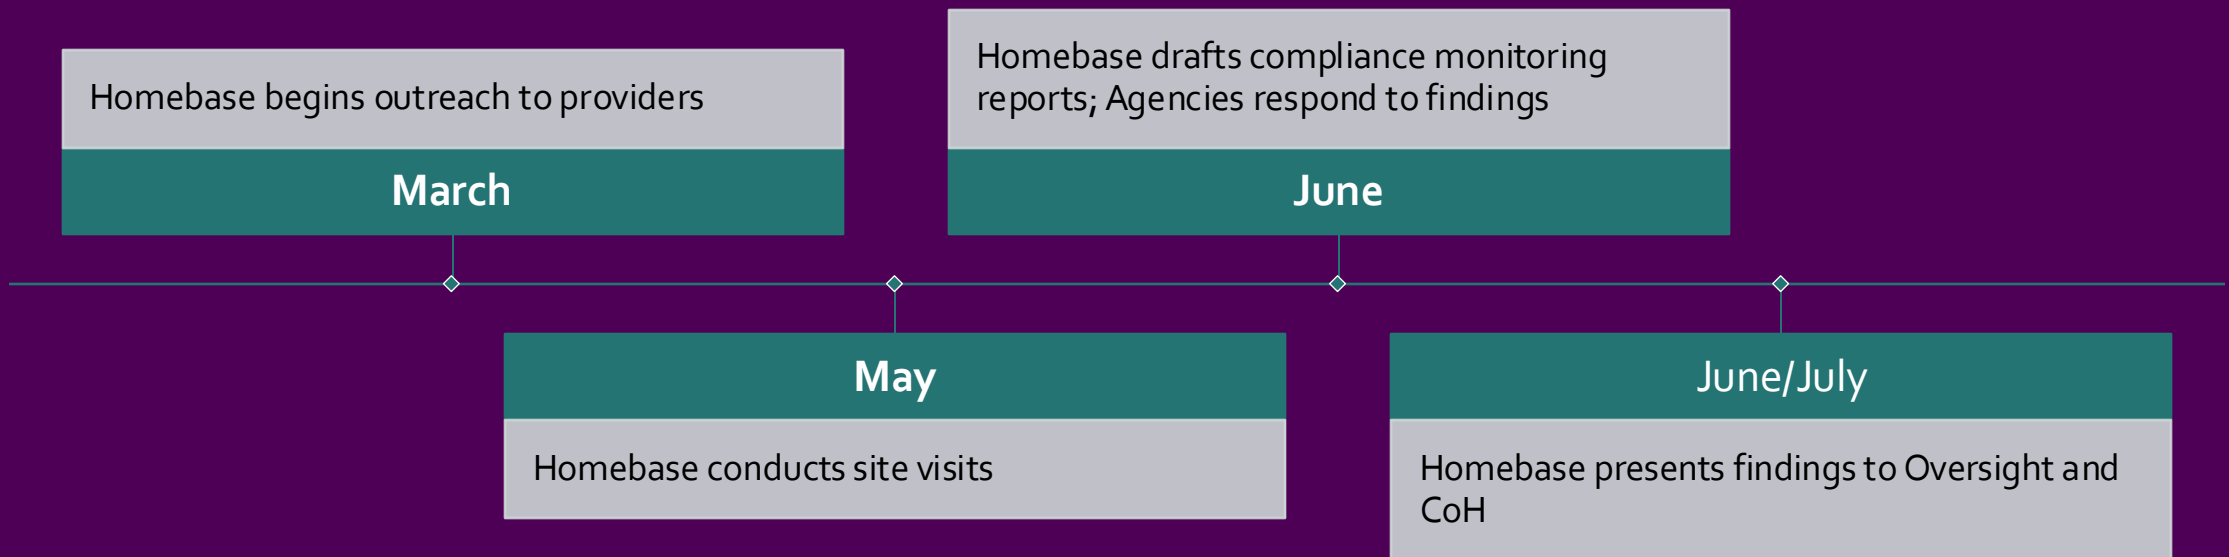 Homebase begins outreach to providers
March
Homebase drafts compliance monitoring
reports; Agencies respond to findings
June
May
Homebase conducts site visits
June/July
Homebase presents findings to Oversight and
CoH